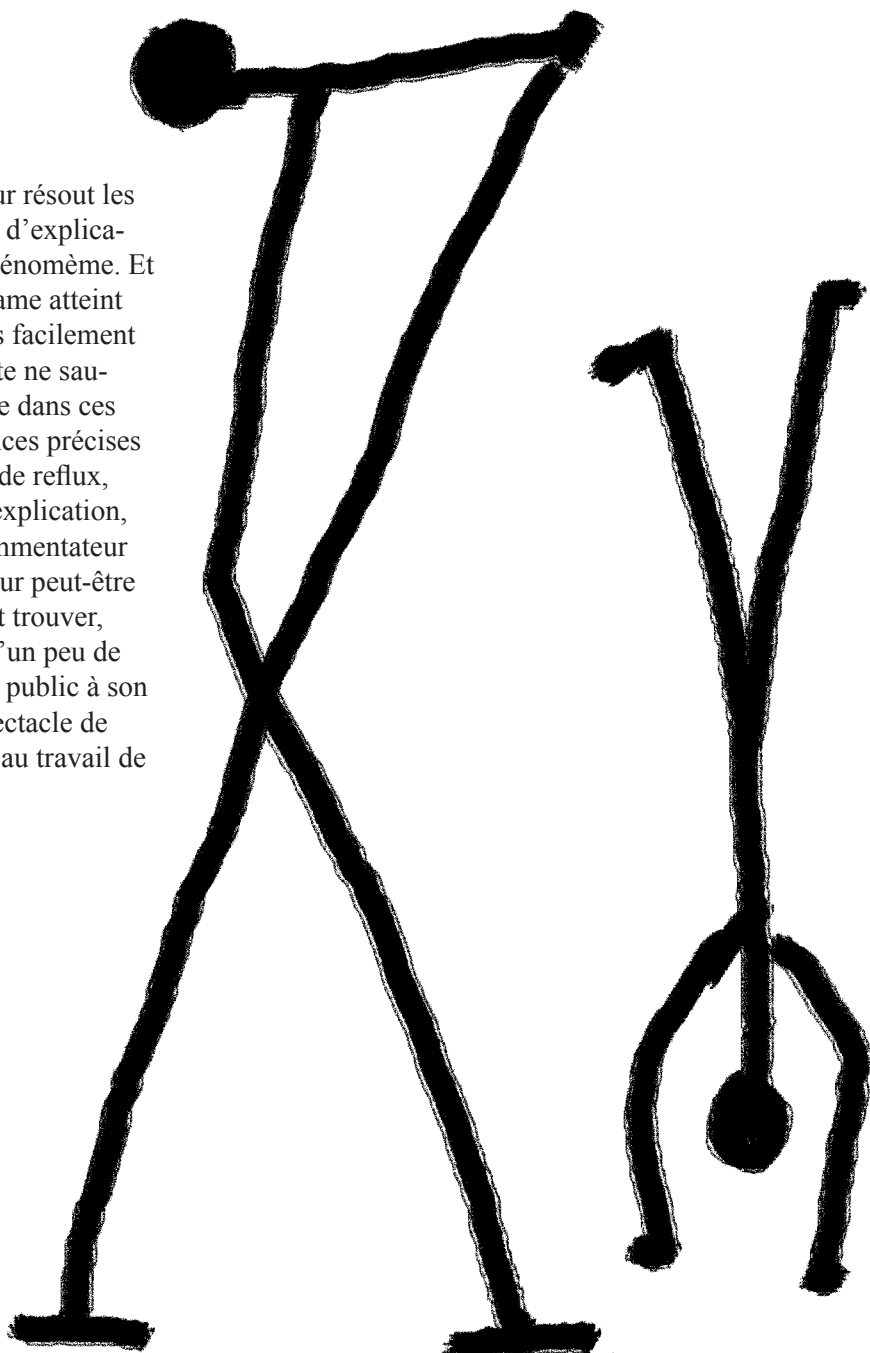 ur résout les
d’explica-
énomème. Et
ame atteint
s facilement
te ne sau-
e dans ces
ces précises
de reflux,
explication,
mmentateur
ur peut-être
t trouver,
’un peu de
public à son
ectacle de
au travail de